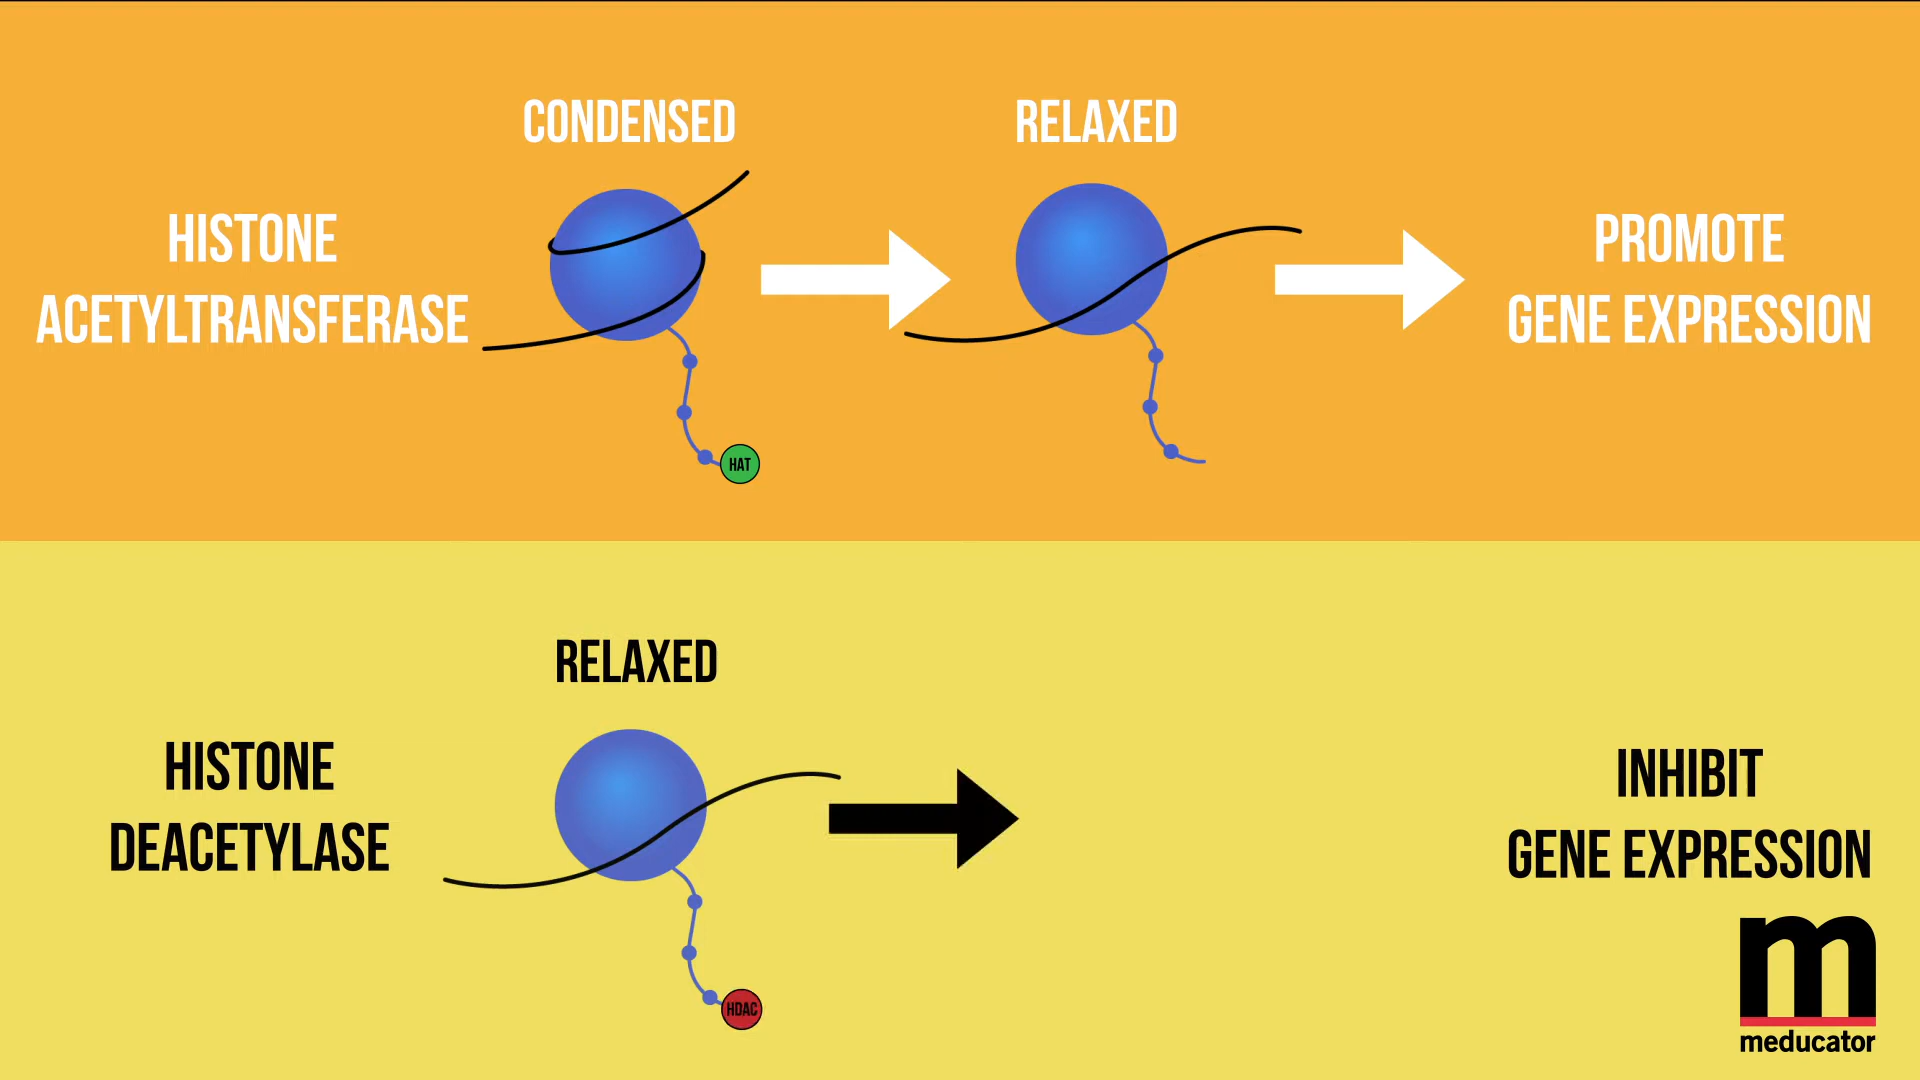 CONDENSED
RELAXED
HISTONE
ACETYLTRANSFERASE
PROMOTE
GENE EXPRESSION
HAT
RELAXED
HISTONE
DEACETYLASE
INHIBIT
GENE EXPRESSION
HDAC
m
meducator